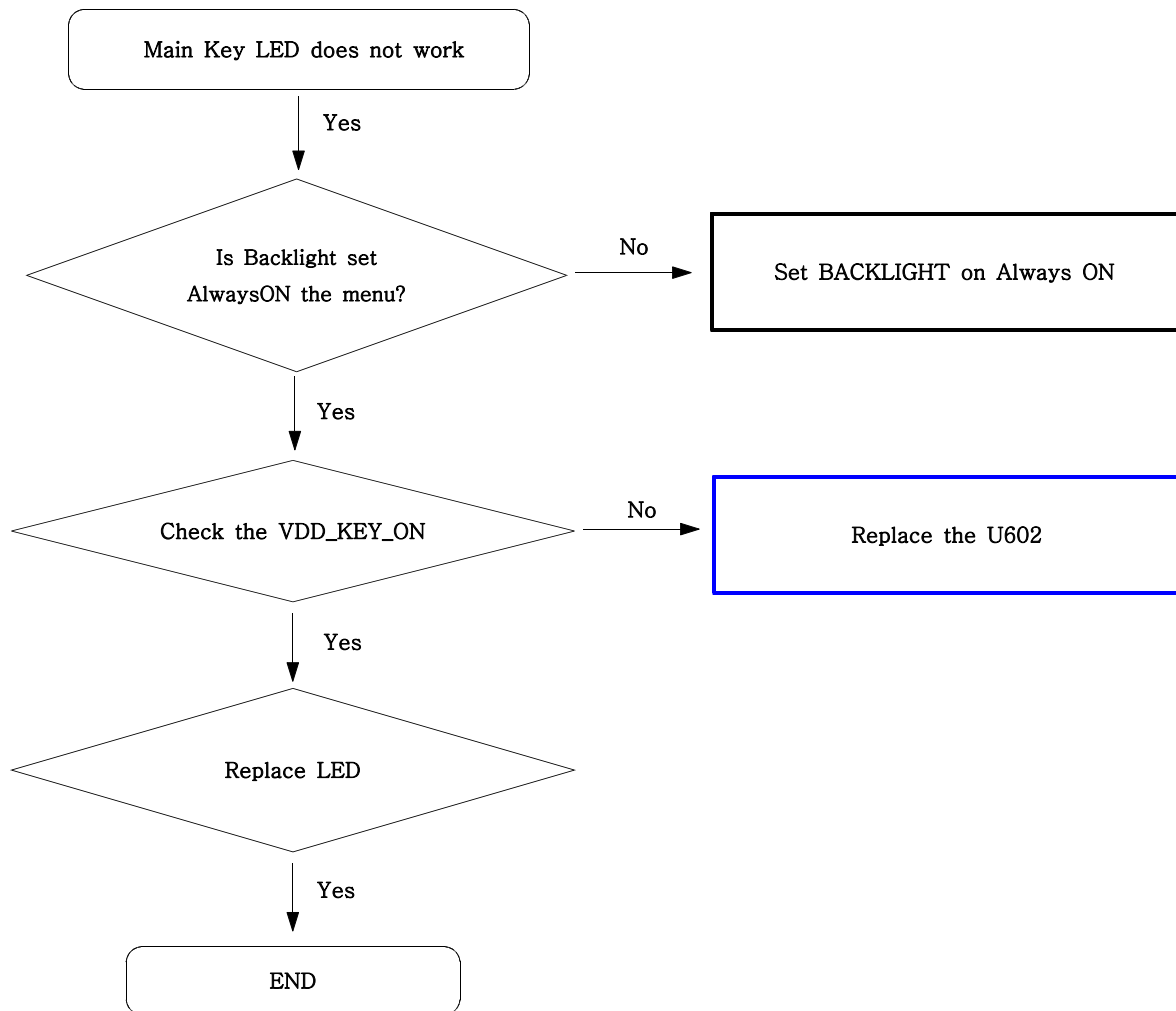 Main Key LED does not work
Yes
Is Backlight set
AlwaysON the menu?
No
Set BACKLIGHT on Always ON
Yes
Check the VDD_KEY_ON
No
Replace the U602
Yes
Replace LED
Yes
END